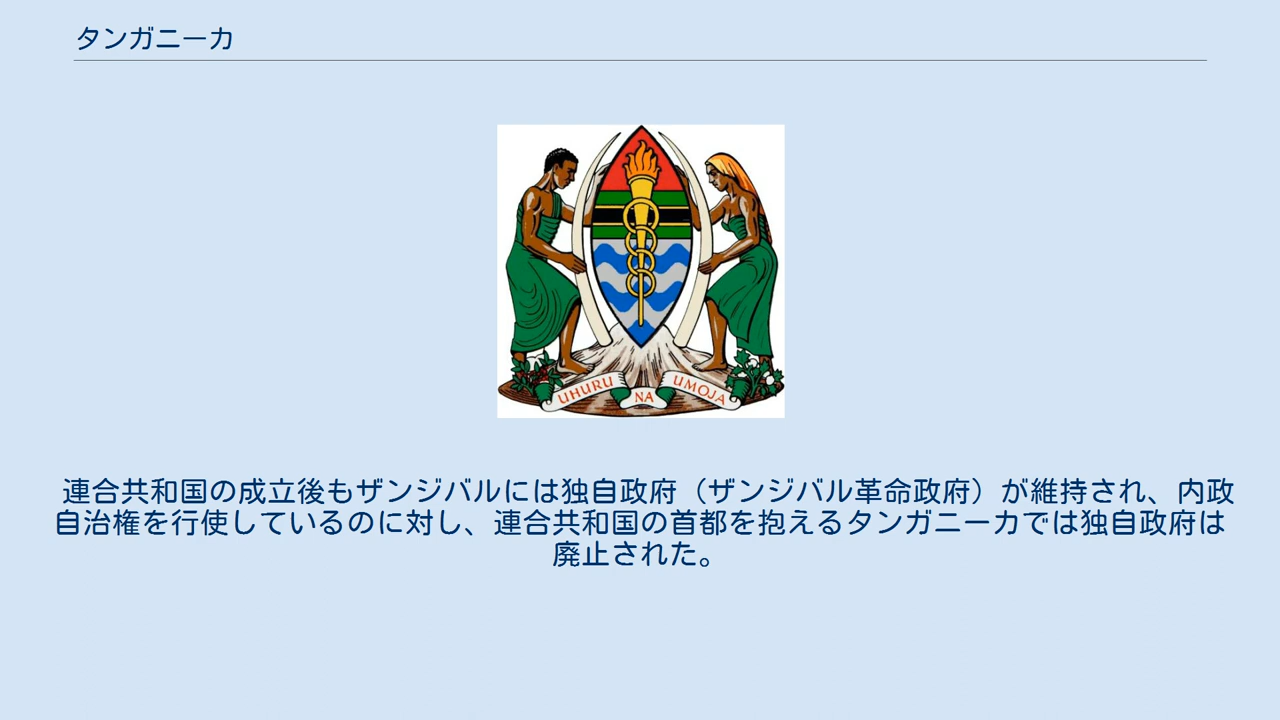 タンガニーカ
UHURU NA UMOJA
連合共和国の成立後もザンジバルには独自政府（ザンジバル革命政府）が維持され、内政
自治権を行使しているのに対し、連合共和国の首都を抱えるタンガニーカでは独自政府は
廃止された。